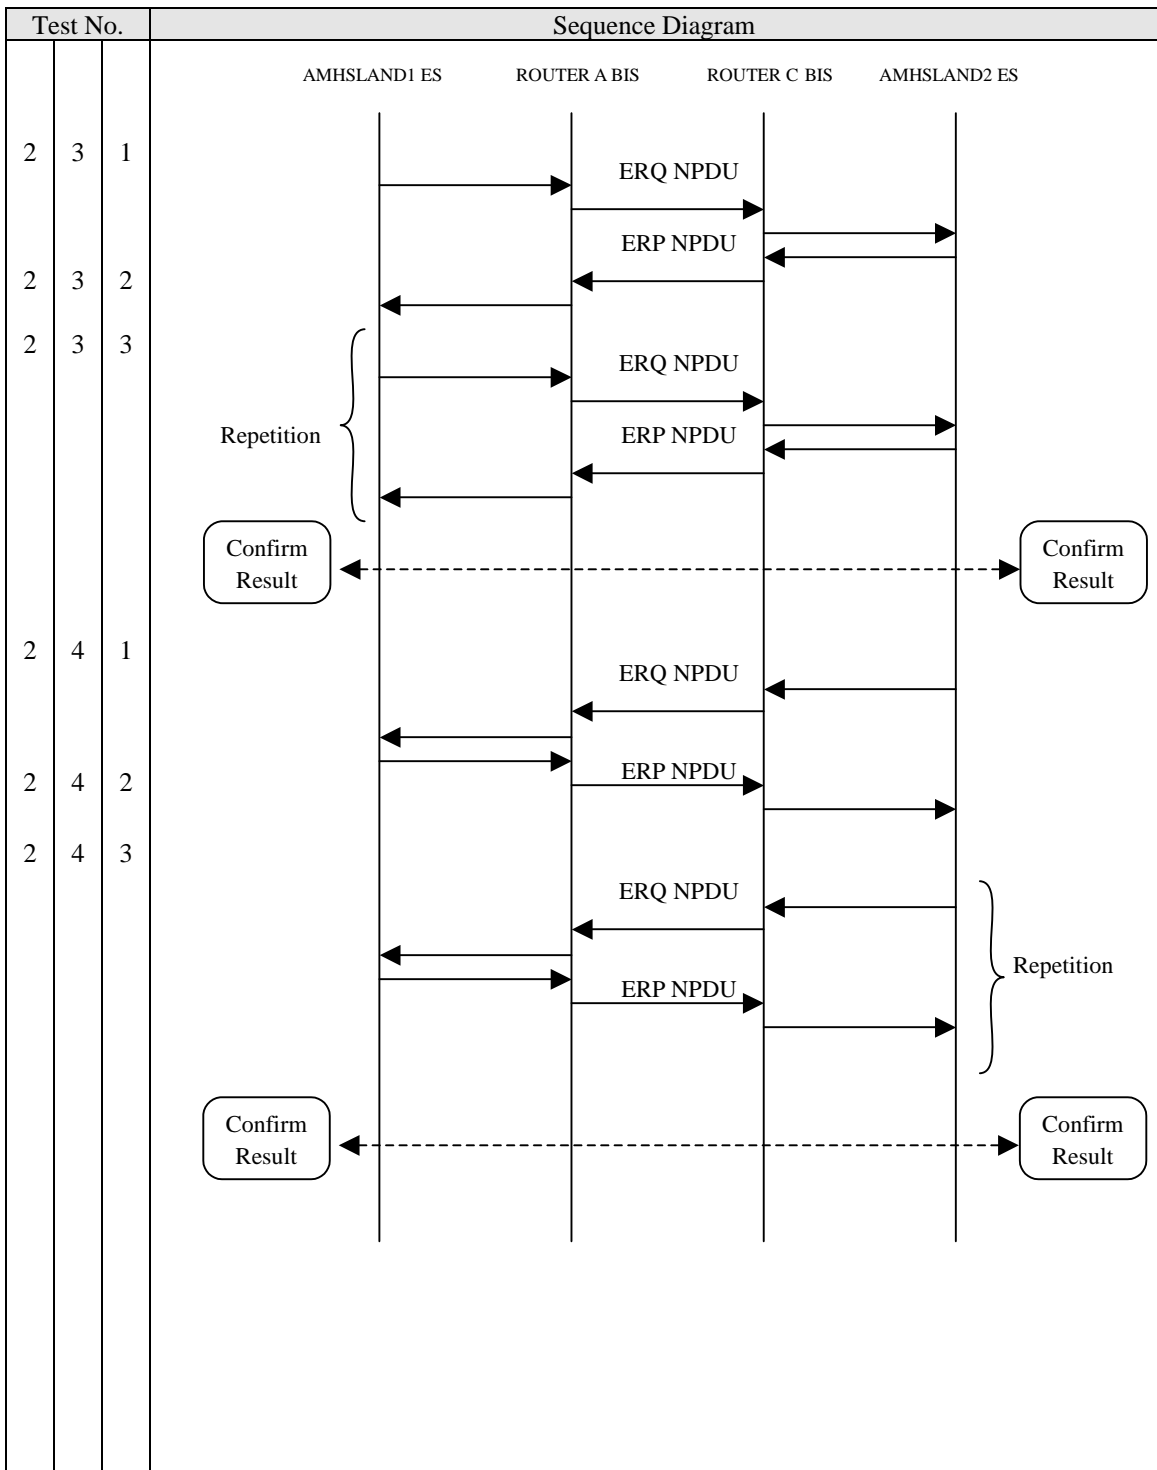 Test No. Sequence Diagram
AMHSLAND1 ES ROUTER A BIS ROUTER C BIS AMHSLAND2 ES
2 3 1
ERQ NPDU
ERP NPDU
2 3 2
2 3 3
ERQ NPDU
Repetition
ERP NPDU
Confirm
Result
Confirm
Result
2 4 1
ERQ NPDU
2 4 2
ERP NPDU
2 4 3
ERQ NPDU
Repetition
ERP NPDU
Confirm
Result
Confirm
Result